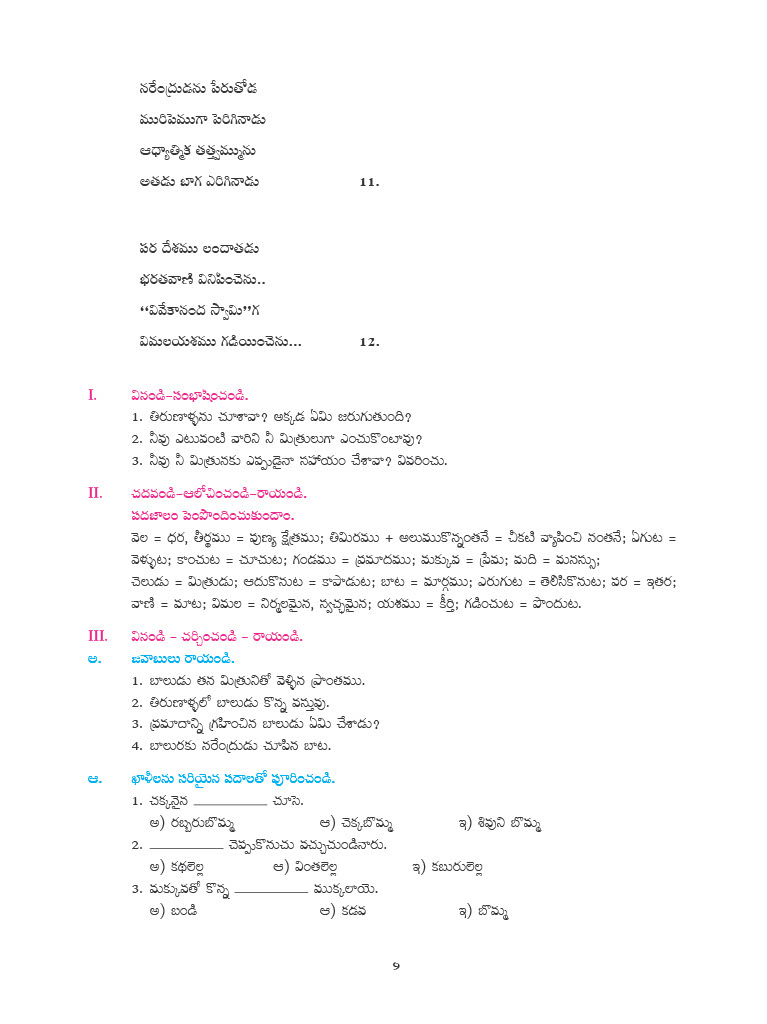 నరేంద్రుడను పేరుతోడ
మురిపెముగా పెరిగినాడు
ఆధ్యాత్మిక తత్త్వమ్మును
అతడు బాగ ఎరిగినాడు 11.
పర దేశము లందాతడు
భరతవాణి వినిపించెను..
“వివేకానంద స్వామి”గ
విమలయశము గడియించెను... 12.
I. వినండి-సంభాషించండి.
1. తిరుణాళ్ళను చూశావా? అక్కడ ఏమి జరుగుతుంది?
2. నీవు ఎటువంటి వారిని నీ మిత్రులుగా ఎంచుకొంటావు?
3. నీవు నీ మిత్రునకు ఎప్పుడైనా సహాయం చేశావా? వివరించు.
II. చదవండి-ఆలోచించండి-రాయండి.
పదజాలం పెంపొందించుకుందాం.
వెల = ధర, తీర్థము = పుణ్య క్షేత్రము; తిమిరము + అలుముకొన్నంతనే = చీకటి వ్యాపించి నంతనే; ఏగుట =
వెళ్ళుట; కాంచుట = చూచుట; గండము = ప్రమాదము; మక్కువ = ప్రేమ; మది = మనస్సు;
చెలుడు = మిత్రుడు; ఆదుకొనుట = కాపాడుట; బాట = మార్గము; ఎరుగుట = తెలిసికొనుట; పర = ఇతర;
వాణి = మాట; విమల = నిర్మలమైన, స్వచ్ఛమైన; యశము = కీర్తి; గడించుట = పొందుట.
III. వినండి - చర్చించండి - రాయండి.
అ. జవాబులు రాయండి.
1. బాలుడు తన మిత్రునితో వెళ్ళిన ప్రాంతము.
2. తిరుణాళ్ళలో బాలుడు కొన్న వస్తువు.
3. ప్రమాదాన్ని గ్రహించిన బాలుడు ఏమి చేశాడు?
4. బాలురకు నరేంద్రుడు చూపిన బాట.
ఆ. ఖాళీలను సరియైన పదాలతో పూరించండి.
1. చక్కనైన __________ చూసె.
అ) రబ్బరుబొమ్మ ఆ) చెక్కబొమ్మ ఇ) శివుని బొమ్మ
2. __________ చెప్పుకొనుచు వచ్చుచుండినారు.
అ) కథలెల్ల ఆ) వింతలెల్ల ఇ) కబురులెల్ల
3. మక్కువతో కొన్న __________ ముక్కలాయె.
అ) బండి ఆ) కడవ ఇ) బొమ్మ
9